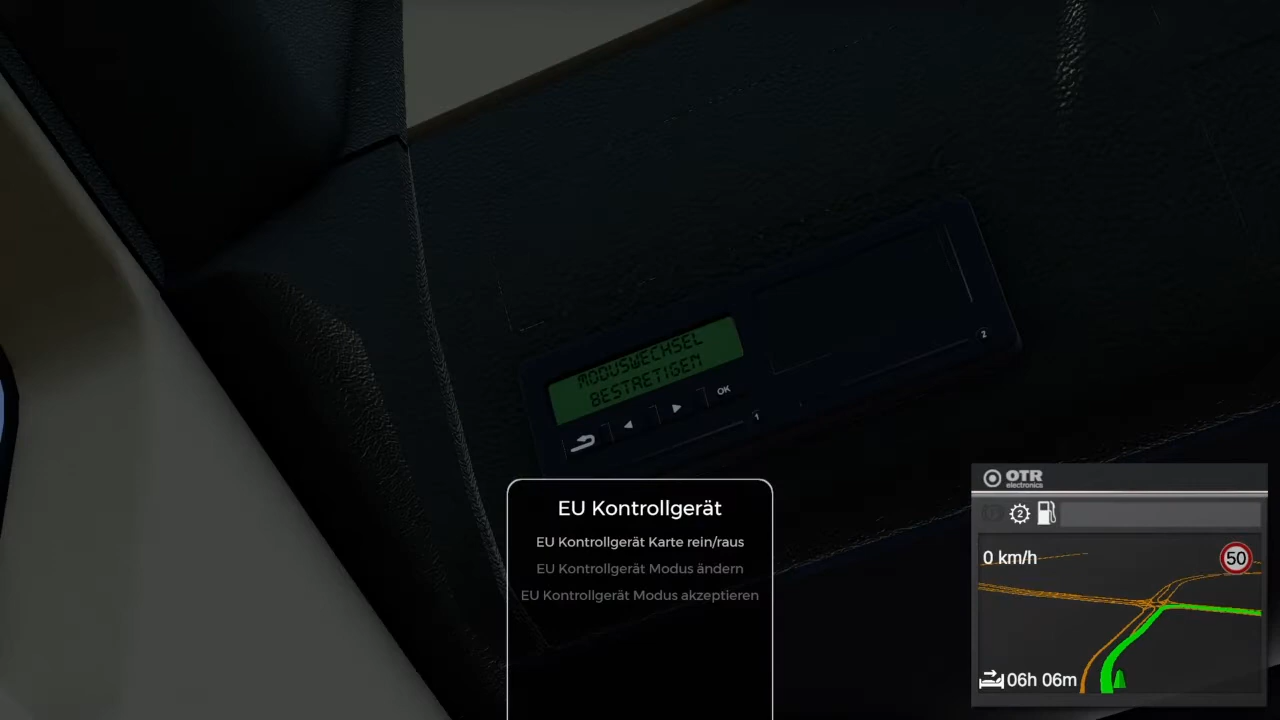 MODUSWECHSEL
BESTAETIGEN
OK
1
2
EU Kontrollgerät
EU Kontrollgerät Karte rein/raus
EU Kontrollgerät Modus ändern
EU Kontrollgerät Modus akzeptieren
OTR
electronics
2
0 km/h
50
06h 06m